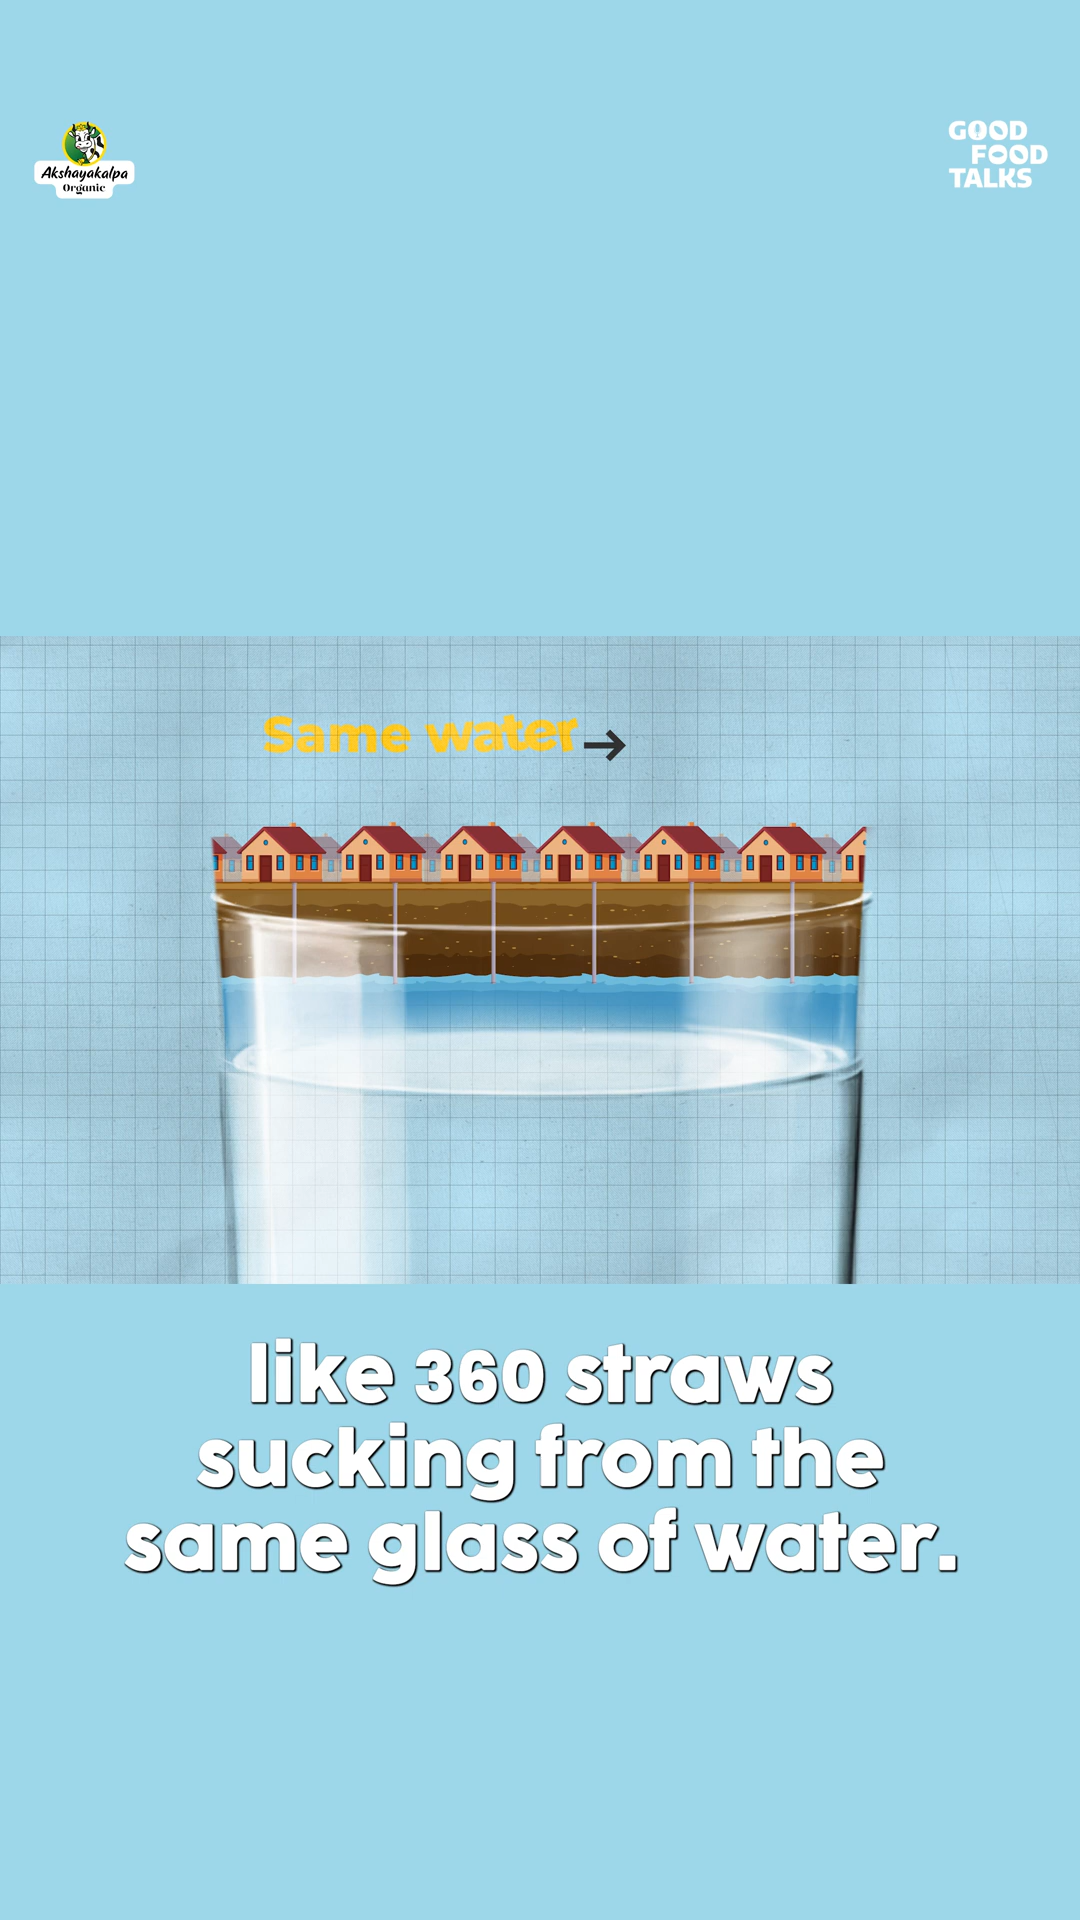 Akshayakalpa
Organic
GOOD
FOOD
TALKS
Same water →
like 360 straws
sucking from the
same glass of water.